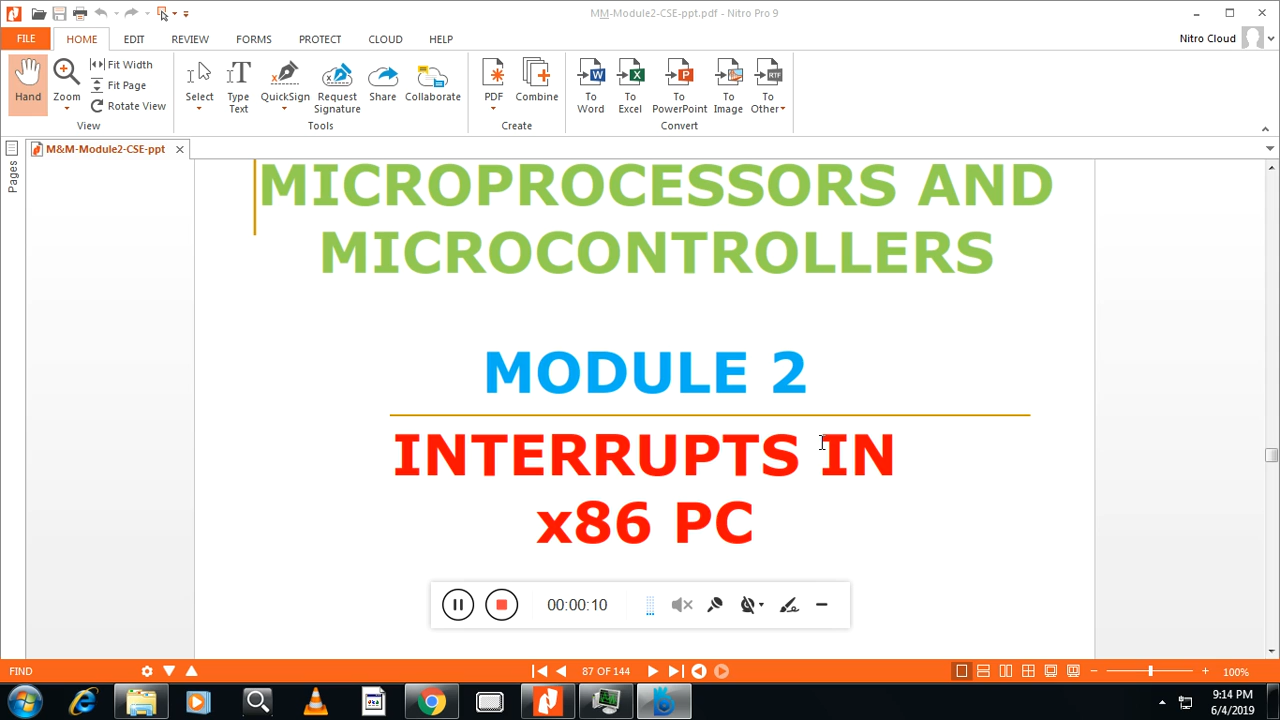 MM-Module2-CSE-ppt.pdf - Nitro Pro 9
FILE HOME EDIT REVIEW FORMS PROTECT CLOUD HELP Nitro Cloud
Hand
Zoom
Fit Width
Fit Page
Rotate View
View
Select
Type
Text
QuickSign
Request
Signature
Share
Collaborate
Tools
PDF
Combine
Create
To
Word
To
Excel
To
PowerPoint
To
Image
To
Other
Convert
M&M-Module2-CSE-ppt
Pages
MICROPROCESSORS AND
MICROCONTROLLERS
MODULE 2
INTERRUPTS IN
x86 PC
00:00:10
FIND 87 OF 144 100%
9:14 PM
6/4/2019